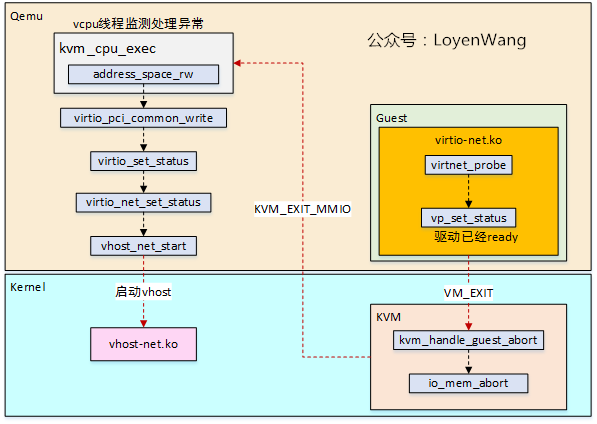 Qemu
vcpu线程监测处理异常
kvm_cpu_exec
address_space_rw
公众号：LoyenWang
virtio_pci_common_write
virtio_set_status
virtio_net_set_status
vhost_net_start
Guest
virtio-net.ko
virtnet_probe
vp_set_status
驱动已经ready
KVM_EXIT_MMIO
Kernel
启动vhost
VM_EXIT
vhost-net.ko
KVM
kvm_handle_guest_abort
io_mem_abort